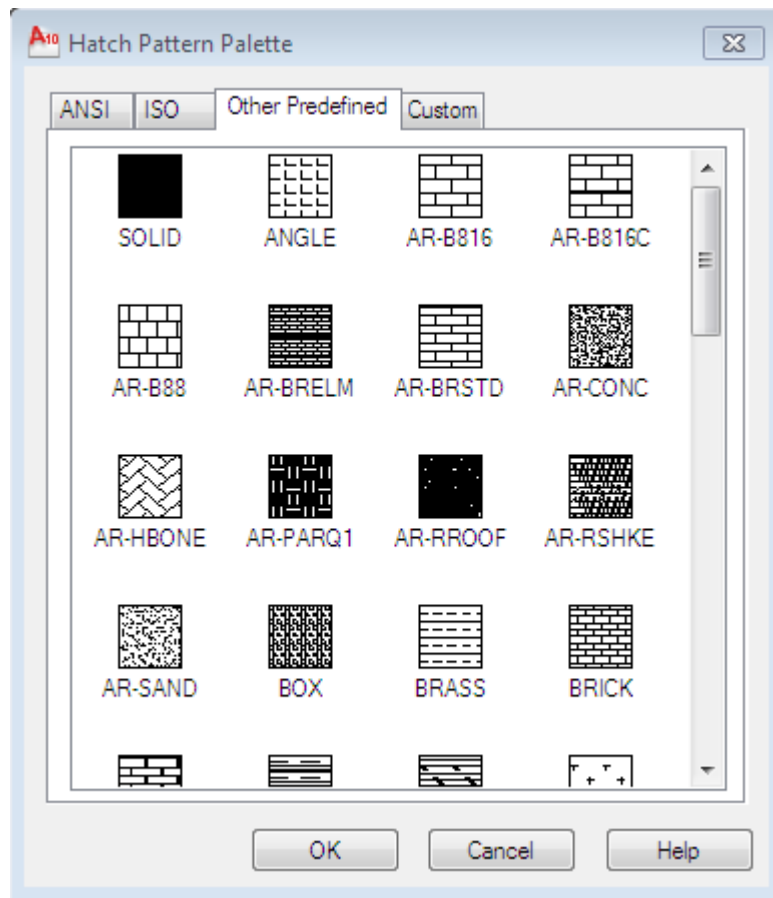 A10 Hatch Pattern Palette
ANSI ISO Other Predefined Custom
SOLID ANGLE AR-B816 AR-B816C
AR-B88 AR-BRELM AR-BRSTD AR-CONC
AR-HBONE AR-PARQ1 AR-RROOF AR-RSHKE
AR-SAND BOX BRASS BRICK
OK Cancel Help